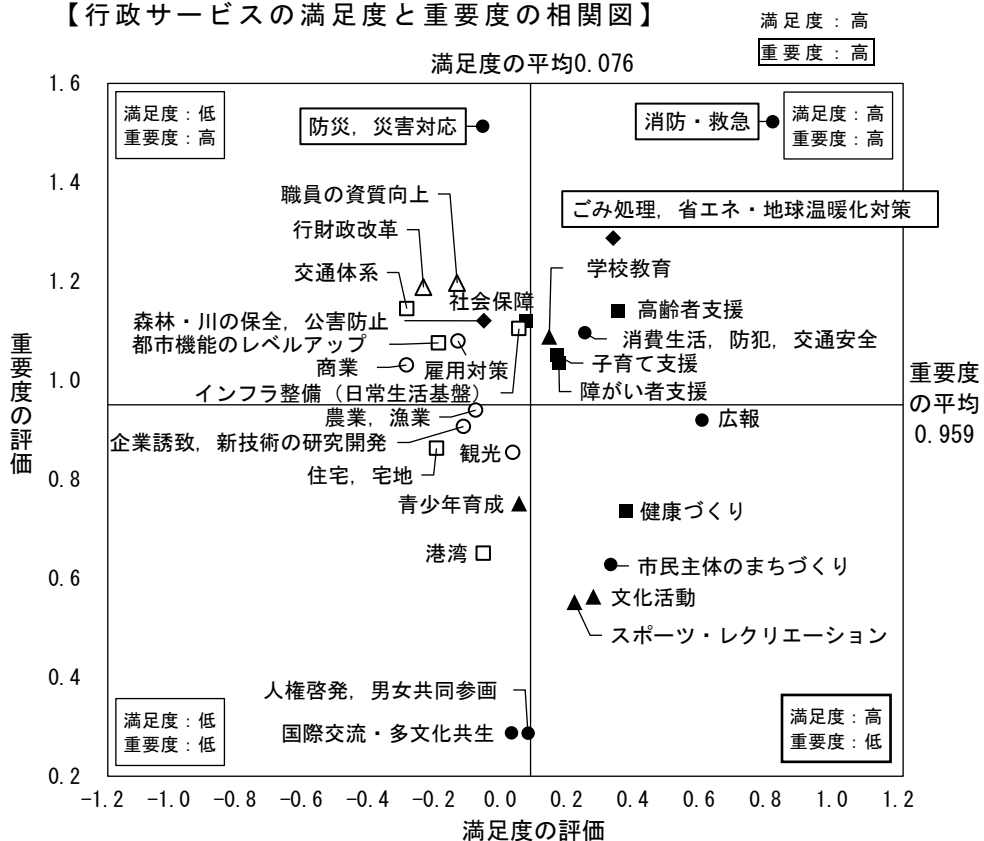 【行政サービスの満足度と重要度の相関図】
満足度：高
重要度：高
満足度の平均0.076
1.6
満足度：低
重要度：高
防災，災害対応
消防・救急
満足度：高
重要度：高
1.4
職員の資質向上
ごみ処理，省エネ・地球温暖化対策
行財政改革
1.2
交通体系
学校教育
社会保障
高齢者支援
森林・川の保全，公害防止
消費生活，防犯，交通安全
都市機能のレベルアップ
商業
雇用対策
子育て支援
1.0
インフラ整備（日常生活基盤）
障がい者支援
重要度
の平均
0.959
重要度の評価
農業，漁業
広報
企業誘致，新技術の研究開発
観光
住宅，宅地
0.8
青少年育成
健康づくり
港湾
市民主体のまちづくり
0.6
文化活動
スポーツ・レクリエーション
0.4
人権啓発，男女共同参画
国際交流・多文化共生
満足度：低
重要度：低
満足度：高
重要度：低
0.2
-1.2 -1.0 -0.8 -0.6 -0.4 -0.2 0.0 0.2 0.4 0.6 0.8 1.0 1.2
満足度の評価